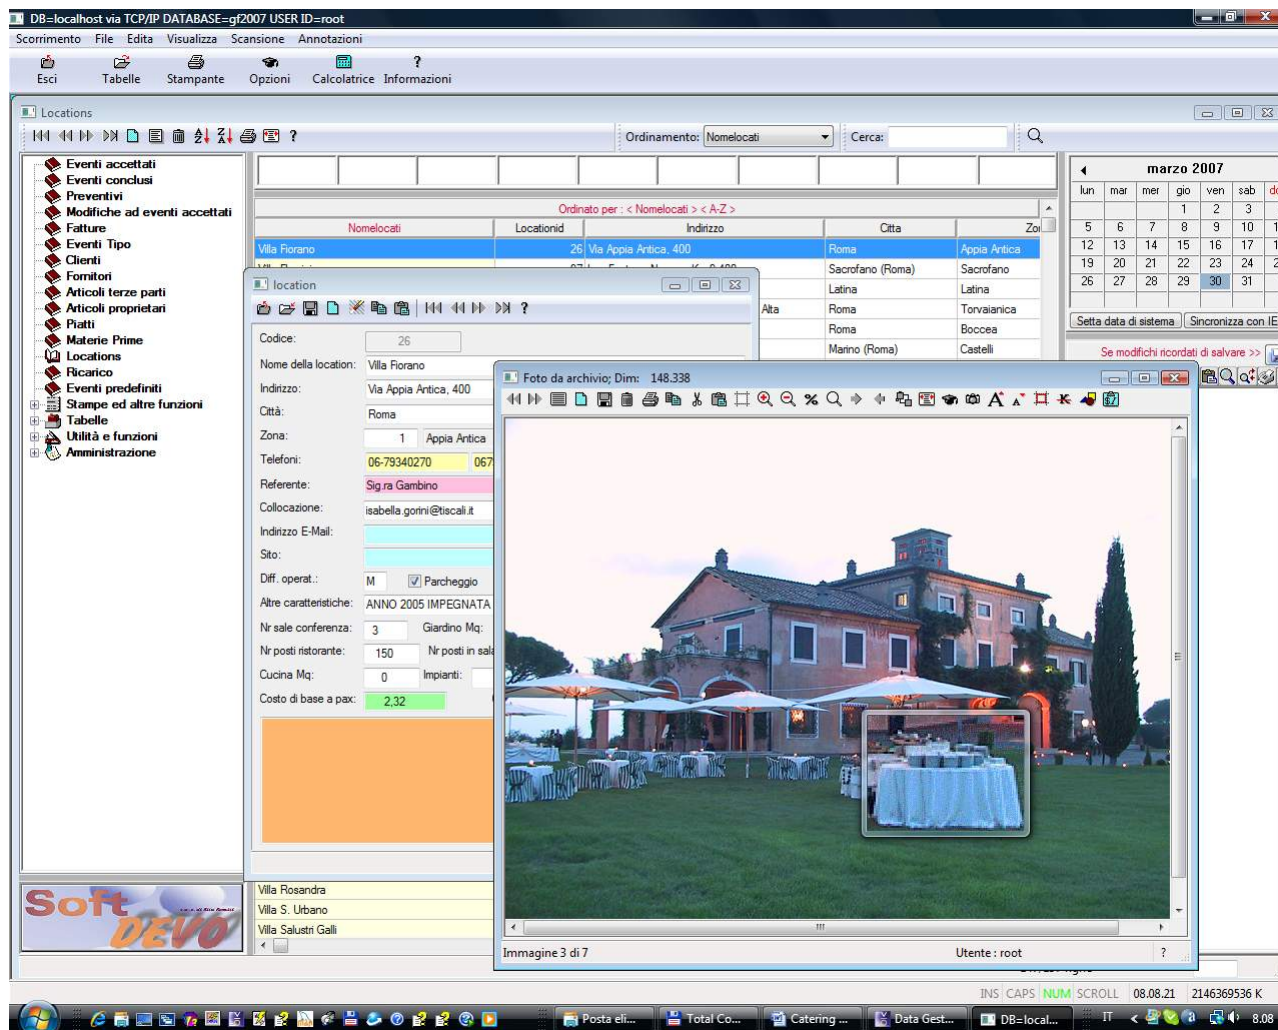 DB=localhost via TCP/IP DATABASE=gf2007 USER ID=root
Scorrimento File Edita Visualizza Scansione Annotazioni
Esci Tabelle Stampante Opzioni Calcolatrice Informazioni
Locations
Ordinamento: Nomelocati Cerca:
Eventi accettati
Eventi conclusi
Preventivi
Modifiche ad eventi accettati
Fatture
Eventi Tipo
Clienti
Fornitori
Articoli terze parti
Articoli proprietari
Piatti
Materie Prime
Locations
Ricarico
Eventi predefiniti
Stampe ed altre funzioni
Tabelle
Utilità e funzioni
Amministrazione
Ordinato per : < Nomelocati > < A-Z >
Nomelocati Locationid Indirizzo Citta
Villa Fiorano 26 Via Appia Antica, 400 Roma Appia Antica
Sacrofano (Roma) Sacrofano
Latina Latina
Alta Roma Torvaianica
Roma Boccea
Marino (Roma) Castelli
marzo 2007
lun mar mer gio ven sab
1 2 3
5 6 7 8 9 10
12 13 14 15 16 17
19 20 21 22 23 24
26 27 28 29 30 31
Setta data di sistema Sincronizza con IE
Se modifichi ricordati di salvare >>
location
Codice: 26
Nome della location: Villa Fiorano
Indirizzo: Via Appia Antica, 400
Città: Roma
Zona: 1 Appia Antica
Telefoni: 06-79340270
Referente: Sig.ra Gambino
Collocazione: isabella.gorini@tiscali.it
Indirizzo E-Mail:
Sito:
Diff. operat.: M Parcheggio
Altre caratteristiche: ANNO 2005 IMPEGNATA
Nr sale conferenza: 3 Giardino Mq:
Nr posti ristorante: 150 Nr posti in sala
Cucina Mq: 0 Impianti:
Costo di base a pax: 2,32
Foto da archivio; Dim: 148.338
Immagine 3 di 7 Utente : root ?
Villa Rosandra
Villa S. Urbano
Villa Salustri Galli
Soft
DEVO
INS CAPS NUM SCROLL 08.08.21 2146369536 K
Posta eli... Total Co... Catering ... Data Gest... DB=local... IT 8.08